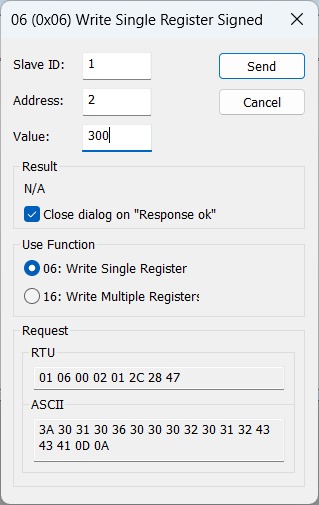 06 (0x06) Write Single Register Signed
Slave ID: 1
Send
Address: 2
Cancel
Value: 300
Result
N/A
Close dialog on "Response ok"
Use Function
06: Write Single Register
16: Write Multiple Registers
Request
RTU
01 06 00 02 01 2C 28 47
ASCII
3A 30 31 30 36 30 30 30 32 30 31 32 43
43 41 0D 0A